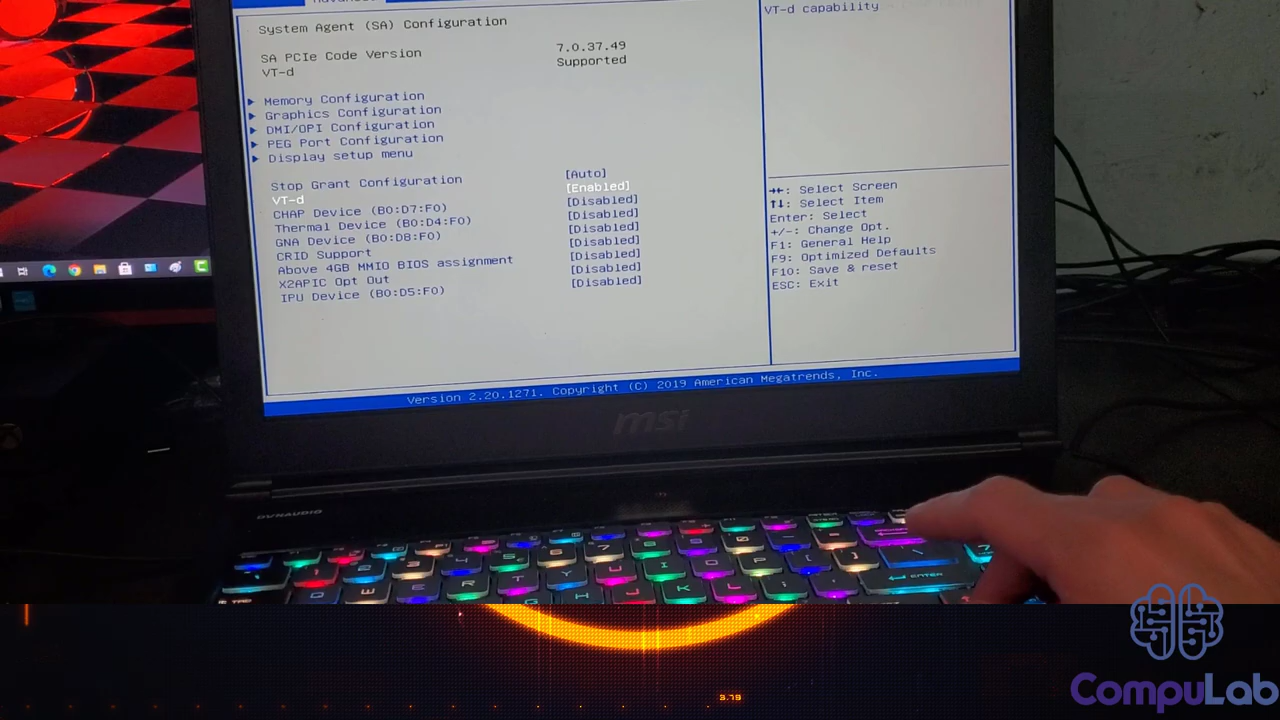 VT-d capability
System Agent (SA) Configuration
SA PCIe Code Version 7.0.37.49
VT-d Supported
Memory Configuration
Graphics Configuration
DMI/OPI Configuration
PEG Port Configuration
Display setup menu
Stop Grant Configuration [Auto]
VT-d [Enabled]
CHAP Device (B0:D7:F0) [Disabled]
Thermal Device (B0:D4:F0) [Disabled]
GNA Device (B0:D8:F0) [Disabled]
CRID Support [Disabled]
Above 4GB MMIO BIOS assignment [Disabled]
X2APIC Opt Out [Disabled]
IPU Device (B0:D5:F0) [Disabled]
→←: Select Screen
↑↓: Select Item
Enter: Select
+/-: Change Opt.
F1: General Help
F9: Optimized Defaults
F10: Save & reset
ESC: Exit
Version 2.20.1271. Copyright (C) 2019 American Megatrends, Inc.
msi
DYNAUDIO
ENTER
3.79
CompuLab